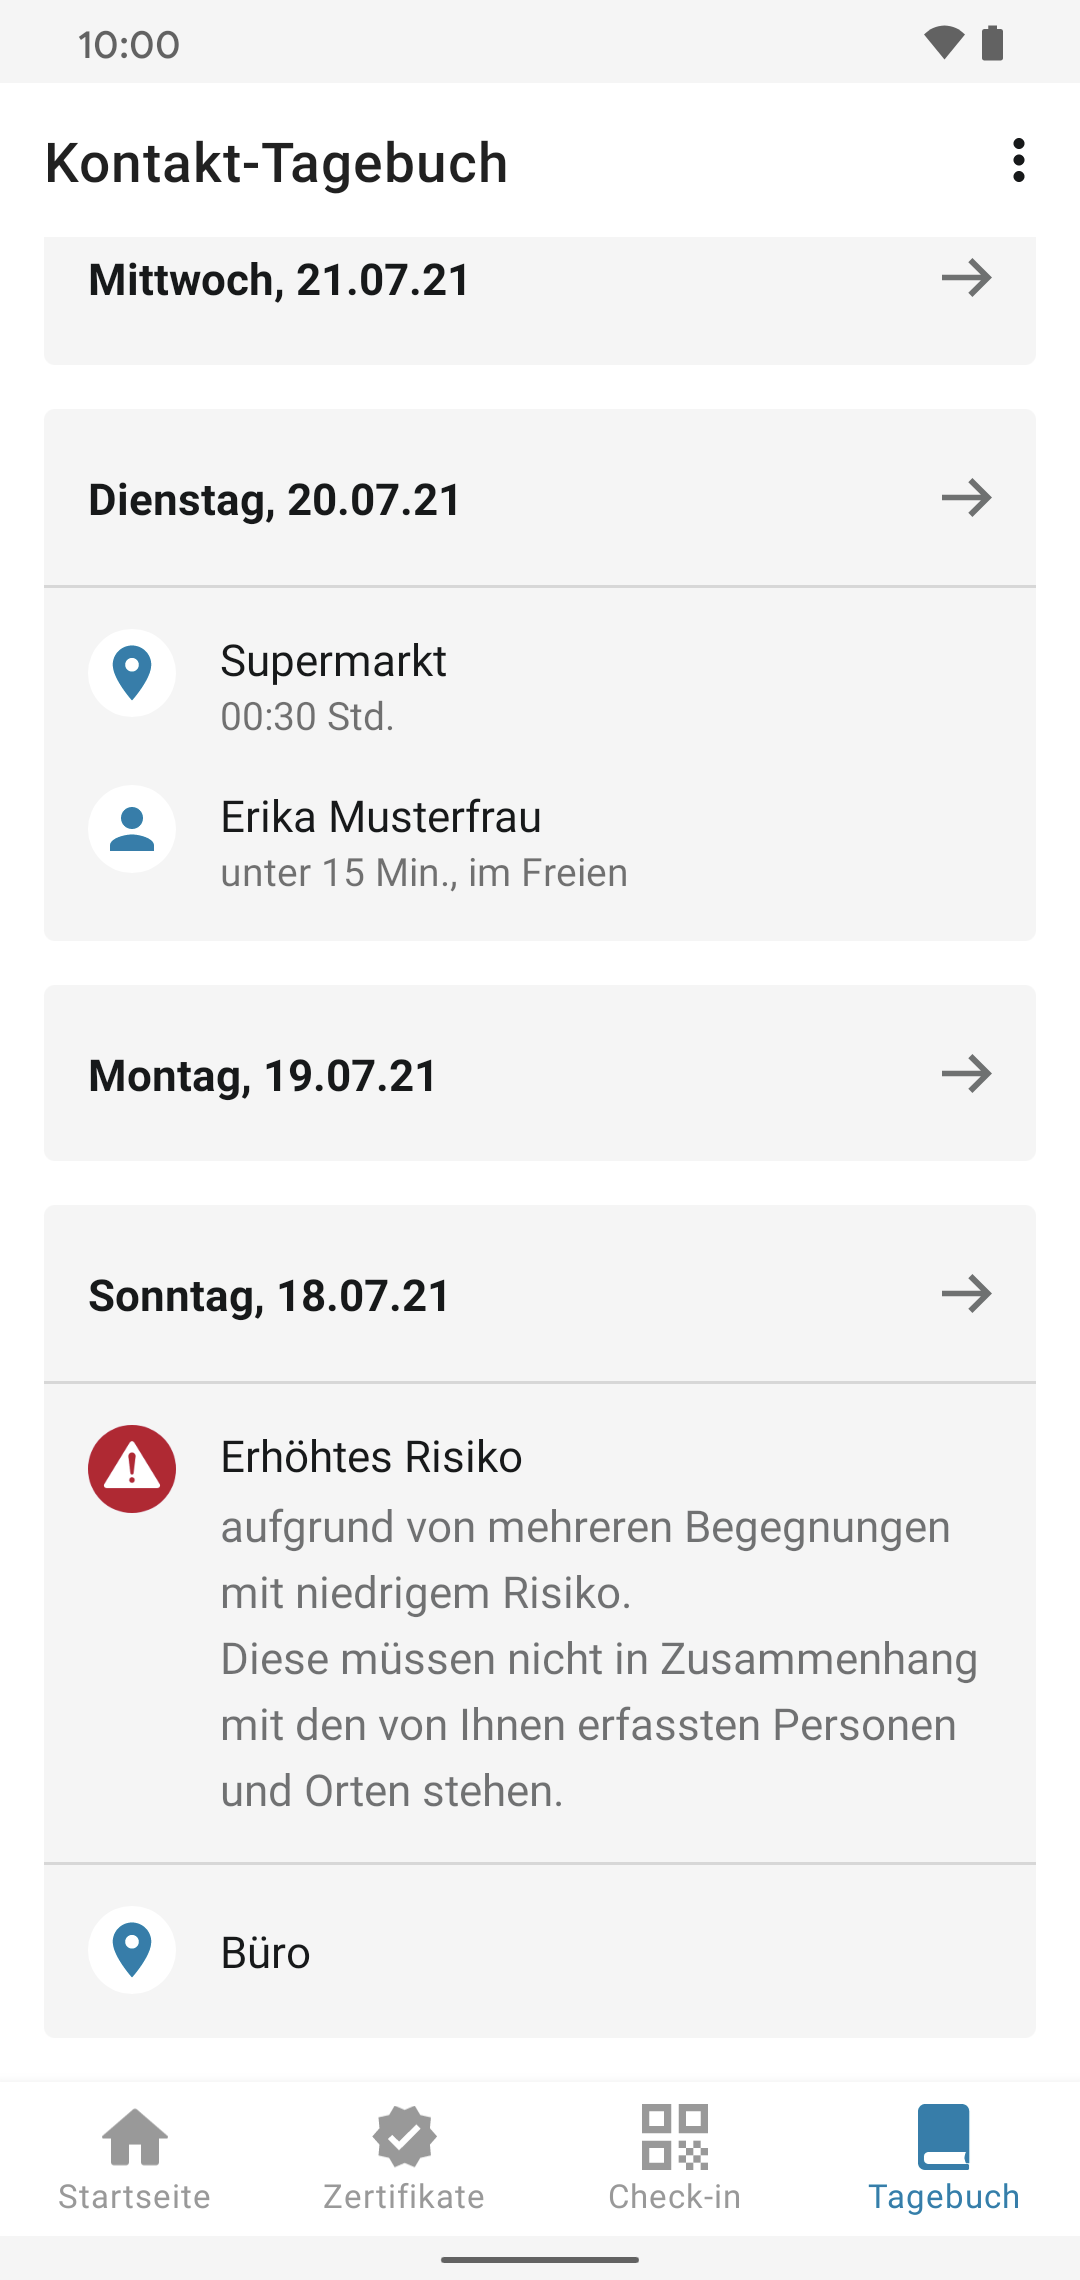 10:00
Kontakt-Tagebuch
Mittwoch, 21.07.21
Dienstag, 20.07.21
Supermarkt
00:30 Std.
Erika Musterfrau
unter 15 Min., im Freien
Montag, 19.07.21
Sonntag, 18.07.21
Erhöhtes Risiko
aufgrund von mehreren Begegnungen
mit niedrigem Risiko.
Diese müssen nicht in Zusammenhang
mit den von Ihnen erfassten Personen
und Orten stehen.
Büro
Startseite Zertifikate Check-in Tagebuch